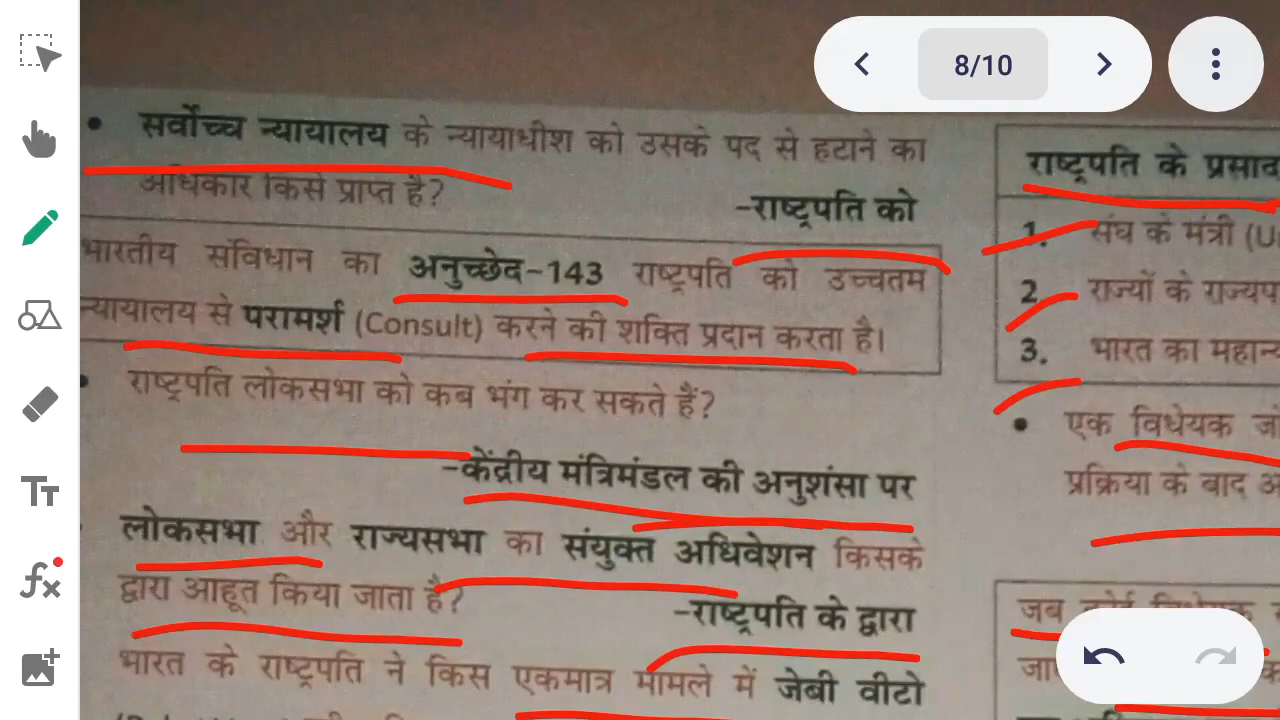 8/10
• सर्वोच्च न्यायालय के न्यायाधीश को उसके पद से हटाने का
अधिकार किसे प्राप्त है?
-राष्ट्रपति को
भारतीय संविधान का अनुच्छेद-143 राष्ट्रपति को उच्चतम
न्यायालय से परामर्श (Consult) करने की शक्ति प्रदान करता है।
राष्ट्रपति लोकसभा को कब भंग कर सकते हैं?
-केंद्रीय मंत्रिमंडल की अनुशंसा पर
लोकसभा और राज्यसभा का संयुक्त अधिवेशन किसके
द्वारा आहूत किया जाता है?
-राष्ट्रपति के द्वारा
भारत के राष्ट्रपति ने किस एकमात्र मामले में जेबी वीटो
राष्ट्रपति के प्रसाद
1. संघ के मंत्री (U
2. राज्यों के राज्यप
3. भारत का महान्
• एक विधेयक ज
प्रक्रिया के बाद अ
जब कोई विधेयक
जा